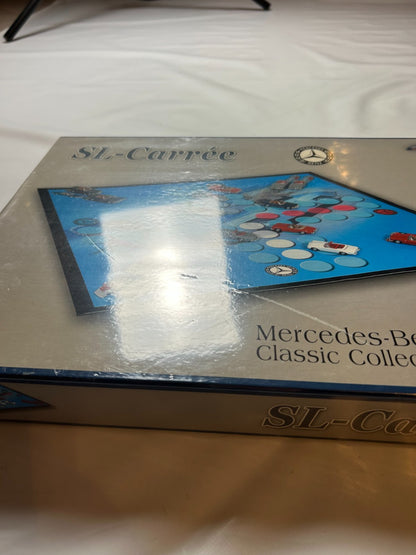 SL-Carrée
Mercedes-Be
Classic Collec
SL-Ca